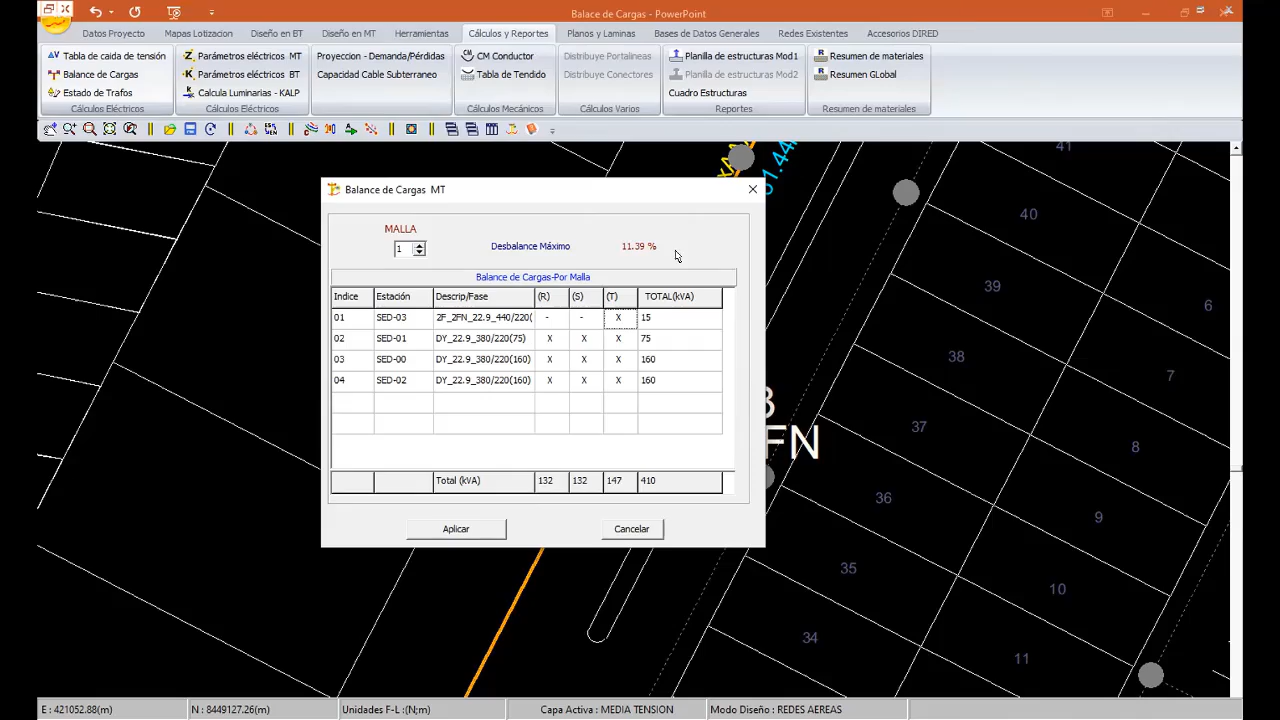 Balace de Cargas - PowerPoint
Datos Proyecto Mapas Lotizacion Diseño en BT Diseño en MT Herramientas Cálculos y Reportes Planos y Laminas Bases de Datos Generales Redes Existentes Accesorios DIRED
Tabla de caida de tensión Parámetros eléctricos MT Proyeccion - Demanda/Pérdidas CM Conductor Distribuye Portalineas Planilla de estructuras Mod1 Resumen de materiales
Balance de Cargas Parámetros eléctricos BT Capacidad Cable Subterraneo Tabla de Tendido Distribuye Conectores Planilla de estructuras Mod2 Resumen GLobal
Estado de Trafos Calcula Luminarias - KALP Cuadro Estructuras
Cálculos Eléctricos Cálculos Eléctricos Cálculos Mecánicos Cálculos Varios Reportes Resumen de materiales
41
40
39
6
38
7
37
8
FN
36
9
35
10
34
11
Balance de Cargas MT
MALLA
1 Desbalance Máximo 11.39 %
Balance de Cargas-Por Malla
Indice Estación Descrip/Fase (R) (S) (T) TOTAL(kVA)
01 SED-03 2F_2FN_22.9_440/220( - - X 15
02 SED-01 DY_22.9_380/220(75) X X X 75
03 SED-00 DY_22.9_380/220(160) X X X 160
04 SED-02 DY_22.9_380/220(160) X X X 160
Total (kVA) 132 132 147 410
Aplicar Cancelar
E : 421052.88(m) N : 8449127.26(m) Unidades F-L :(N;m) Capa Activa : MEDIA TENSION Modo Diseño : REDES AEREAS